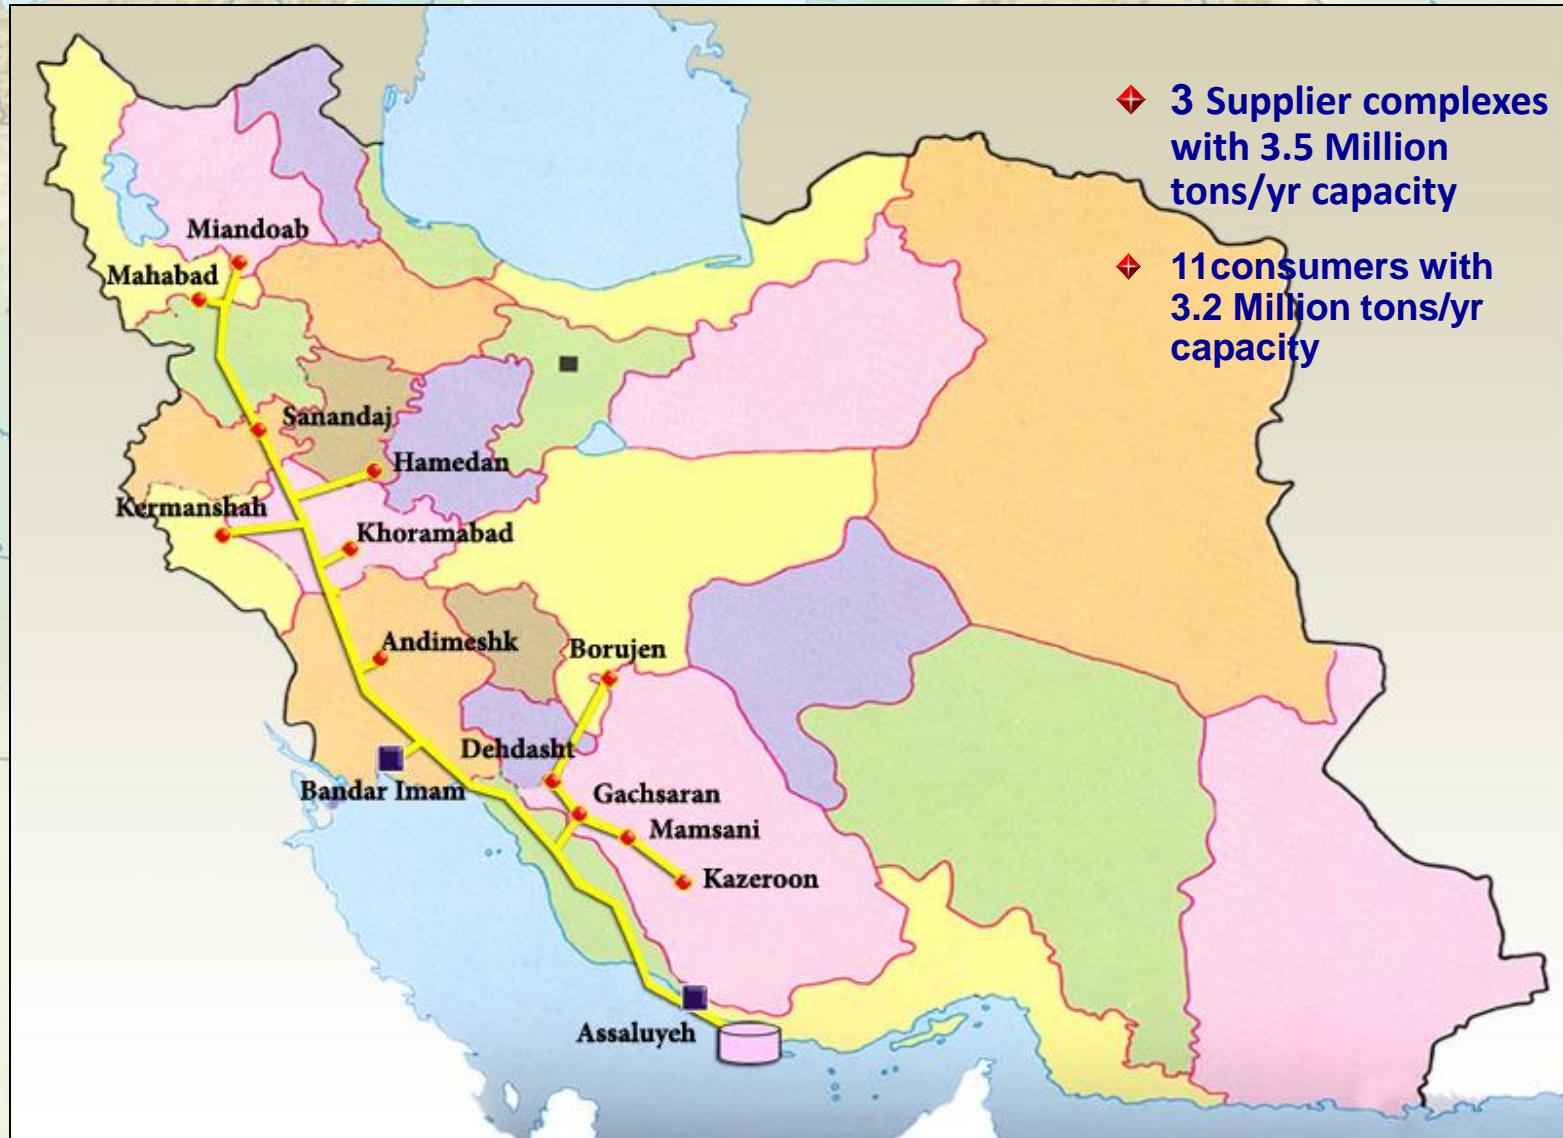 3 Supplier complexes
with 3.5 Million
tons/yr capacity
11consumers with
3.2 Million tons/yr
capacity
Miandoab
Mahabad
Sanandaj
Hamedan
Kermanshah
Khoramabad
Andimeshk
Borujen
Dehdasht
Bandar Imam
Gachsaran
Mamsani
Kazeroon
Assaluyeh